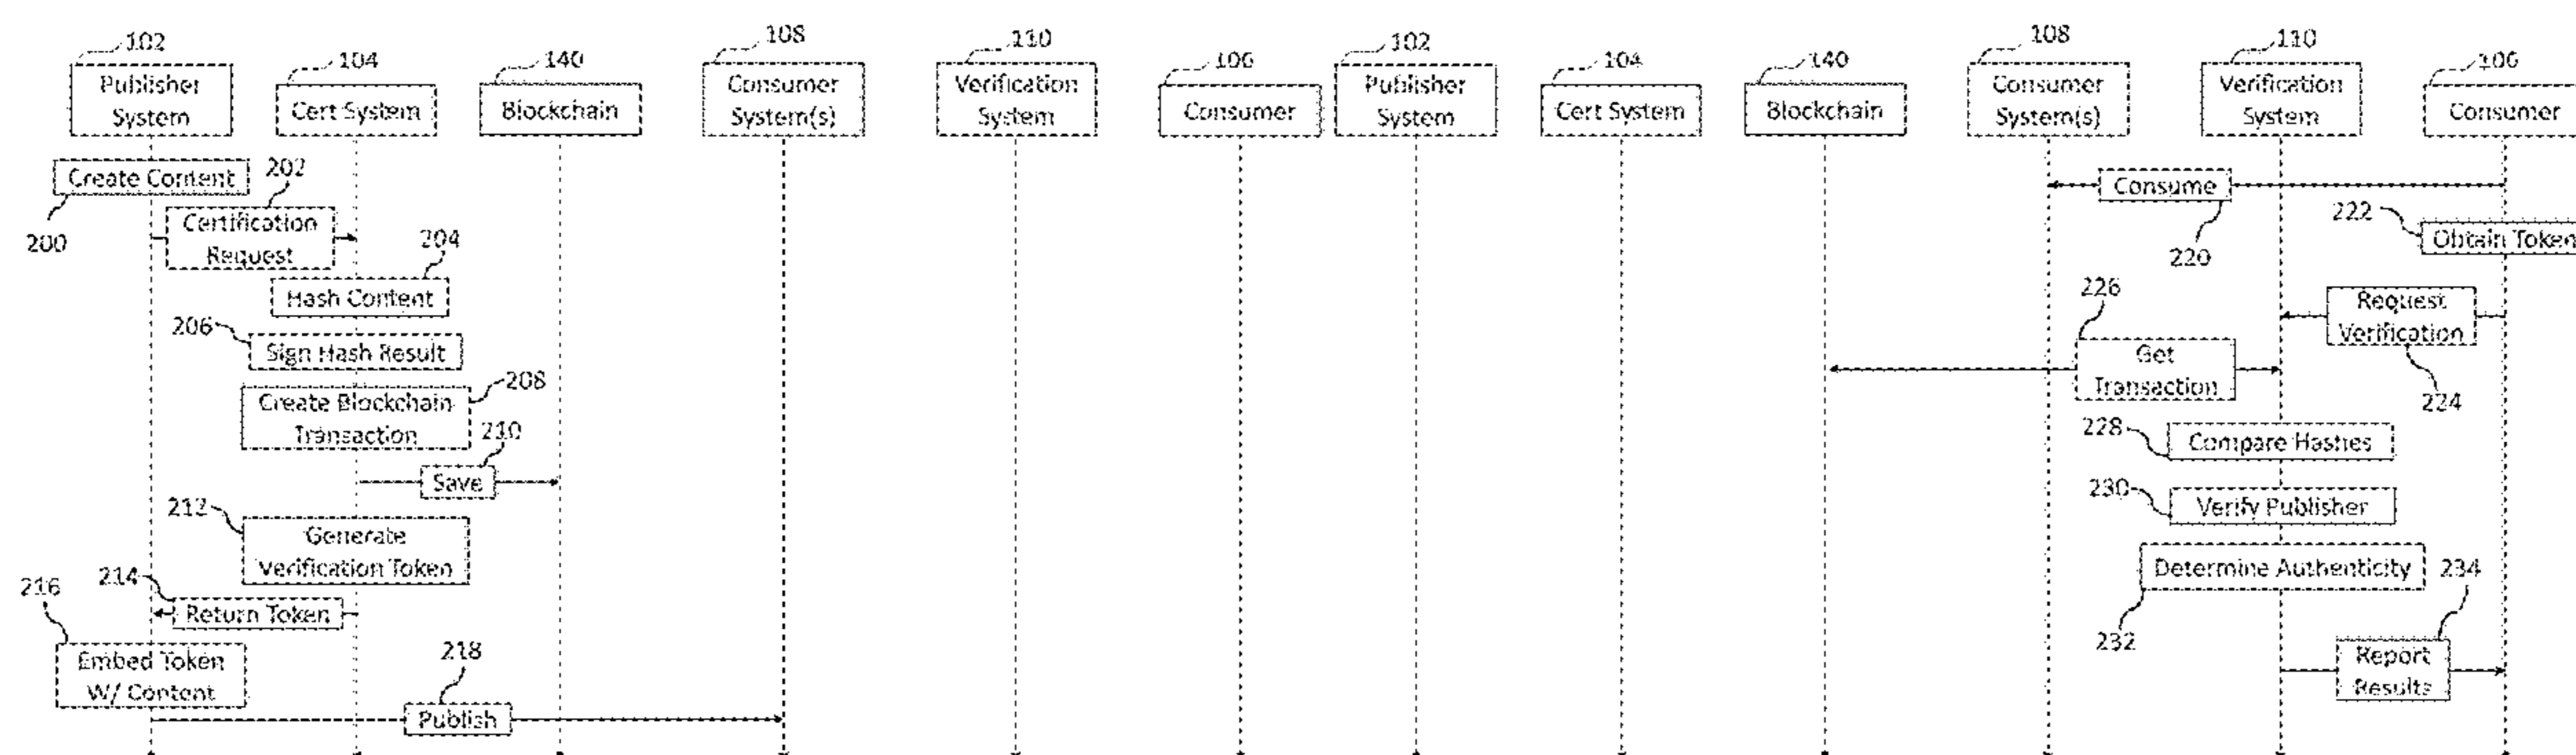 102
104
140
108
110
106
102
104
140
108
110
106
Publisher
System
Cert System
Blockchain
Consumer
System(s)
Verification
System
Consumer
Publisher
System
Cert System
Blockchain
Consumer
System(s)
Verification
System
Consumer
Create Content
200
202
Certification
Request
204
Hash Content
206
Sign Hash Result
208
Create Blockchain
Transaction
210
Save
212
Generate
Verification Token
214
Return Token
216
Embed Token
W/ Content
218
Publish
Consume
220
222
Obtain Token
Request
Verification
224
226
Get
Transaction
228
Compare Hashes
230
Verify Publisher
Determine Authenticity
232
234
Report
Results